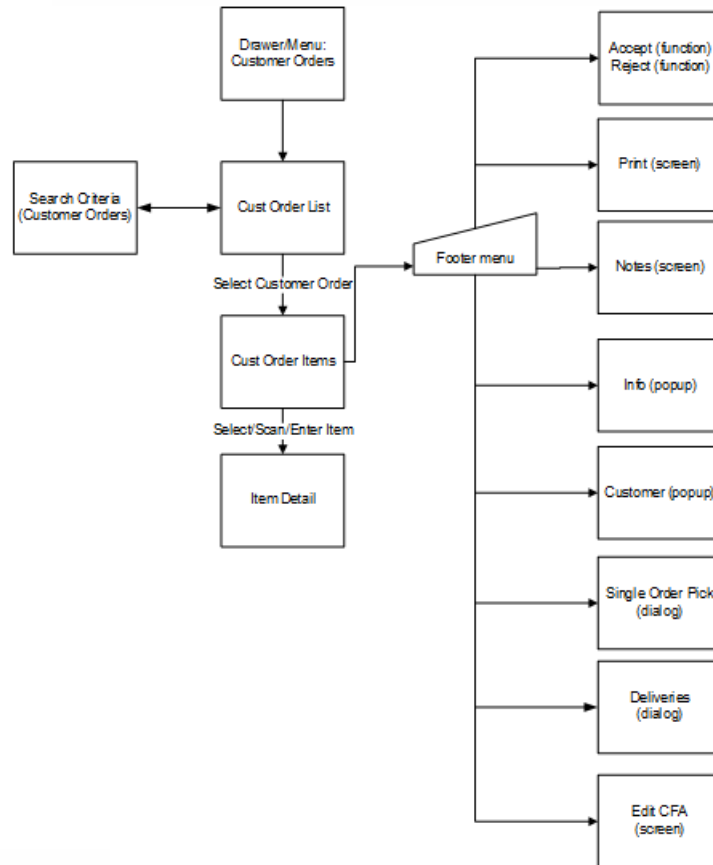 Drawer/Menu:
Customer Orders
Accept (function)
Reject (function)
Print (screen)
Search Criteria
(Customer Orders)
Cust Order List
Footer menu
Notes (screen)
Select Customer Order
Cust Order Items
Info (popup)
Select/Scan/Enter Item
Item Detail
Customer (popup)
Single Order Pick
(dialog)
Deliveries
(dialog)
Edit CFA
(screen)